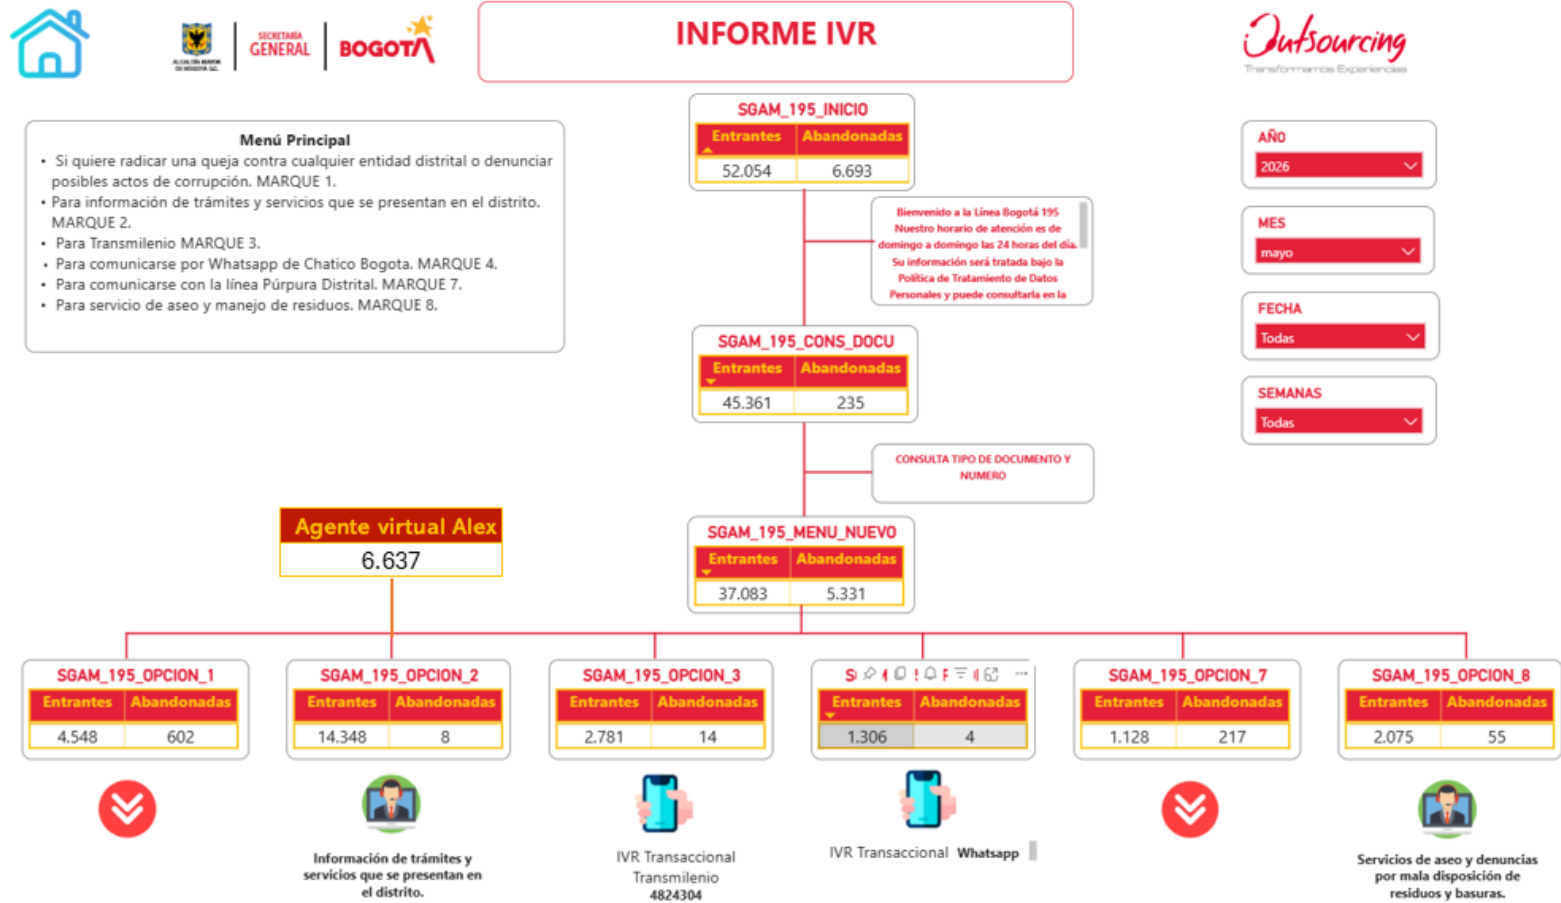 ALCALDÍA MAYOR
DE BOGOTÁ D.C.
SECRETARÍA
GENERAL
BOGOTÁ
INFORME IVR
Outsourcing
Transformamos Experiencias
Menú Principal
• Si quiere radicar una queja contra cualquier entidad distrital o denunciar
posibles actos de corrupción. MARQUE 1.
• Para información de trámites y servicios que se presentan en el distrito.
MARQUE 2.
• Para Transmilenio MARQUE 3.
• Para comunicarse por Whatsapp de Chatico Bogota. MARQUE 4.
• Para comunicarse con la línea Púrpura Distrital. MARQUE 7.
• Para servicio de aseo y manejo de residuos. MARQUE 8.
SGAM_195_INICIO
Entrantes Abandonadas
52.054 6.693
Bienvenido a la Línea Bogotá 195
Nuestro horario de atención es de
domingo a domingo las 24 horas del día.
Su información será tratada bajo la
Política de Tratamiento de Datos
Personales y puede consultarla en la
AÑO
2026
MES
mayo
FECHA
Todas
SEMANAS
Todas
SGAM_195_CONS_DOCU
Entrantes Abandonadas
45.361 235
CONSULTA TIPO DE DOCUMENTO Y
NUMERO
Agente virtual Alex
6.637
SGAM_195_MENU_NUEVO
Entrantes Abandonadas
37.083 5.331
SGAM_195_OPCION_1
Entrantes Abandonadas
4.548 602
SGAM_195_OPCION_2
Entrantes Abandonadas
14.348 8
Información de trámites y
servicios que se presentan en
el distrito.
SGAM_195_OPCION_3
Entrantes Abandonadas
2.781 14
IVR Transaccional
Transmilenio
4824304
Entrantes Abandonadas
1.306 4
IVR Transaccional Whatsapp
SGAM_195_OPCION_7
Entrantes Abandonadas
1.128 217
SGAM_195_OPCION_8
Entrantes Abandonadas
2.075 55
Servicios de aseo y denuncias
por mala disposición de
residuos y basuras.